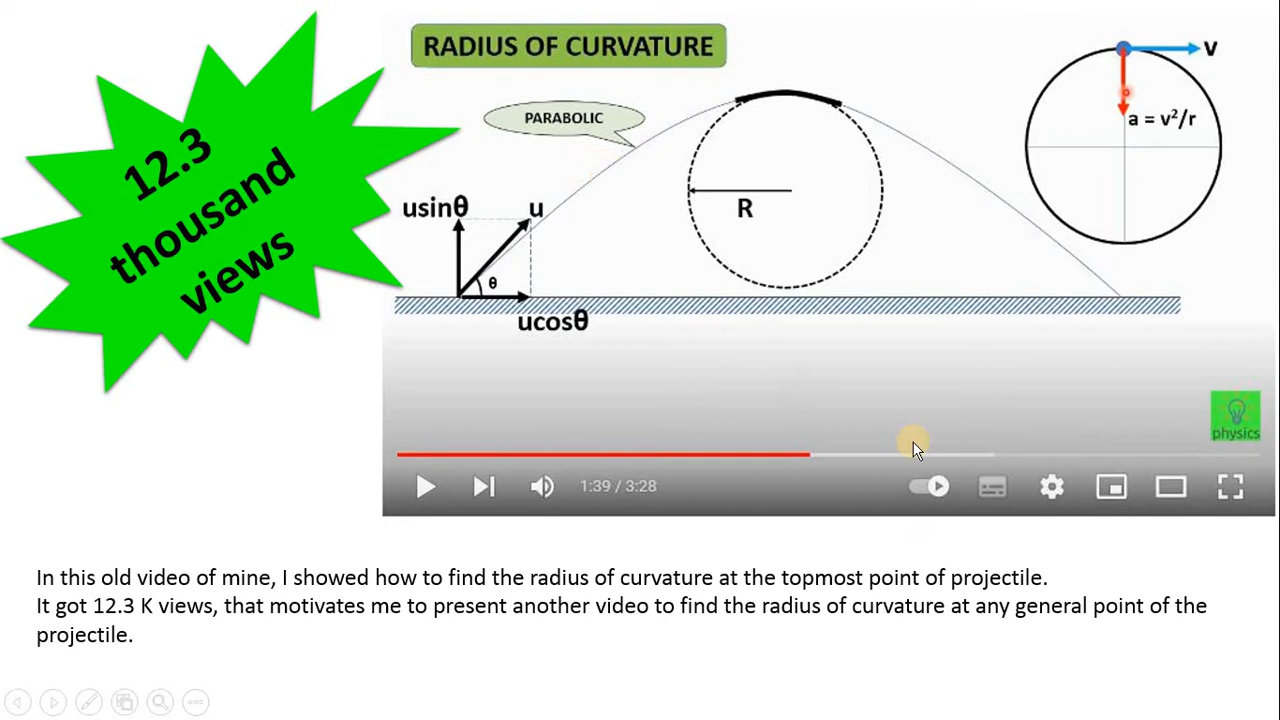 12.3
thousand
views
RADIUS OF CURVATURE
PARABOLIC
v
a = v²/r
usinθ
u
R
θ
ucosθ
physics
1:39 / 3:28
In this old video of mine, I showed how to find the radius of curvature at the topmost point of projectile.
It got 12.3 K views, that motivates me to present another video to find the radius of curvature at any general point of the
projectile.